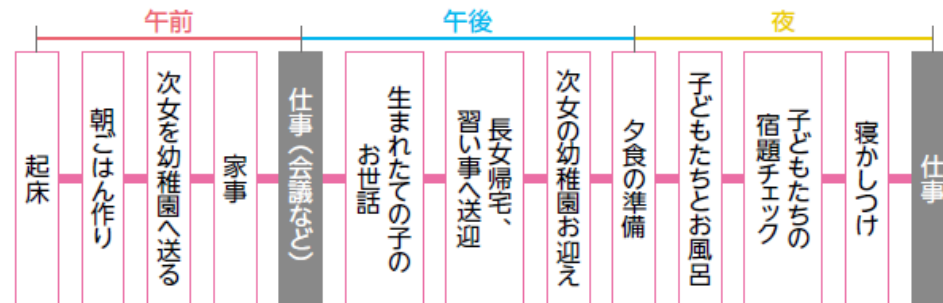 午前
午後
夜
起床
朝ごはん作り
次女を幼稚園へ送る
家事
仕事（会議など）
生まれたての子の
お世話
長女帰宅、
習い事へ送迎
次女の幼稚園お迎え
夕食の準備
子どもたちとお風呂
子どもたちの
宿題チェック
寝かしつけ
仕事